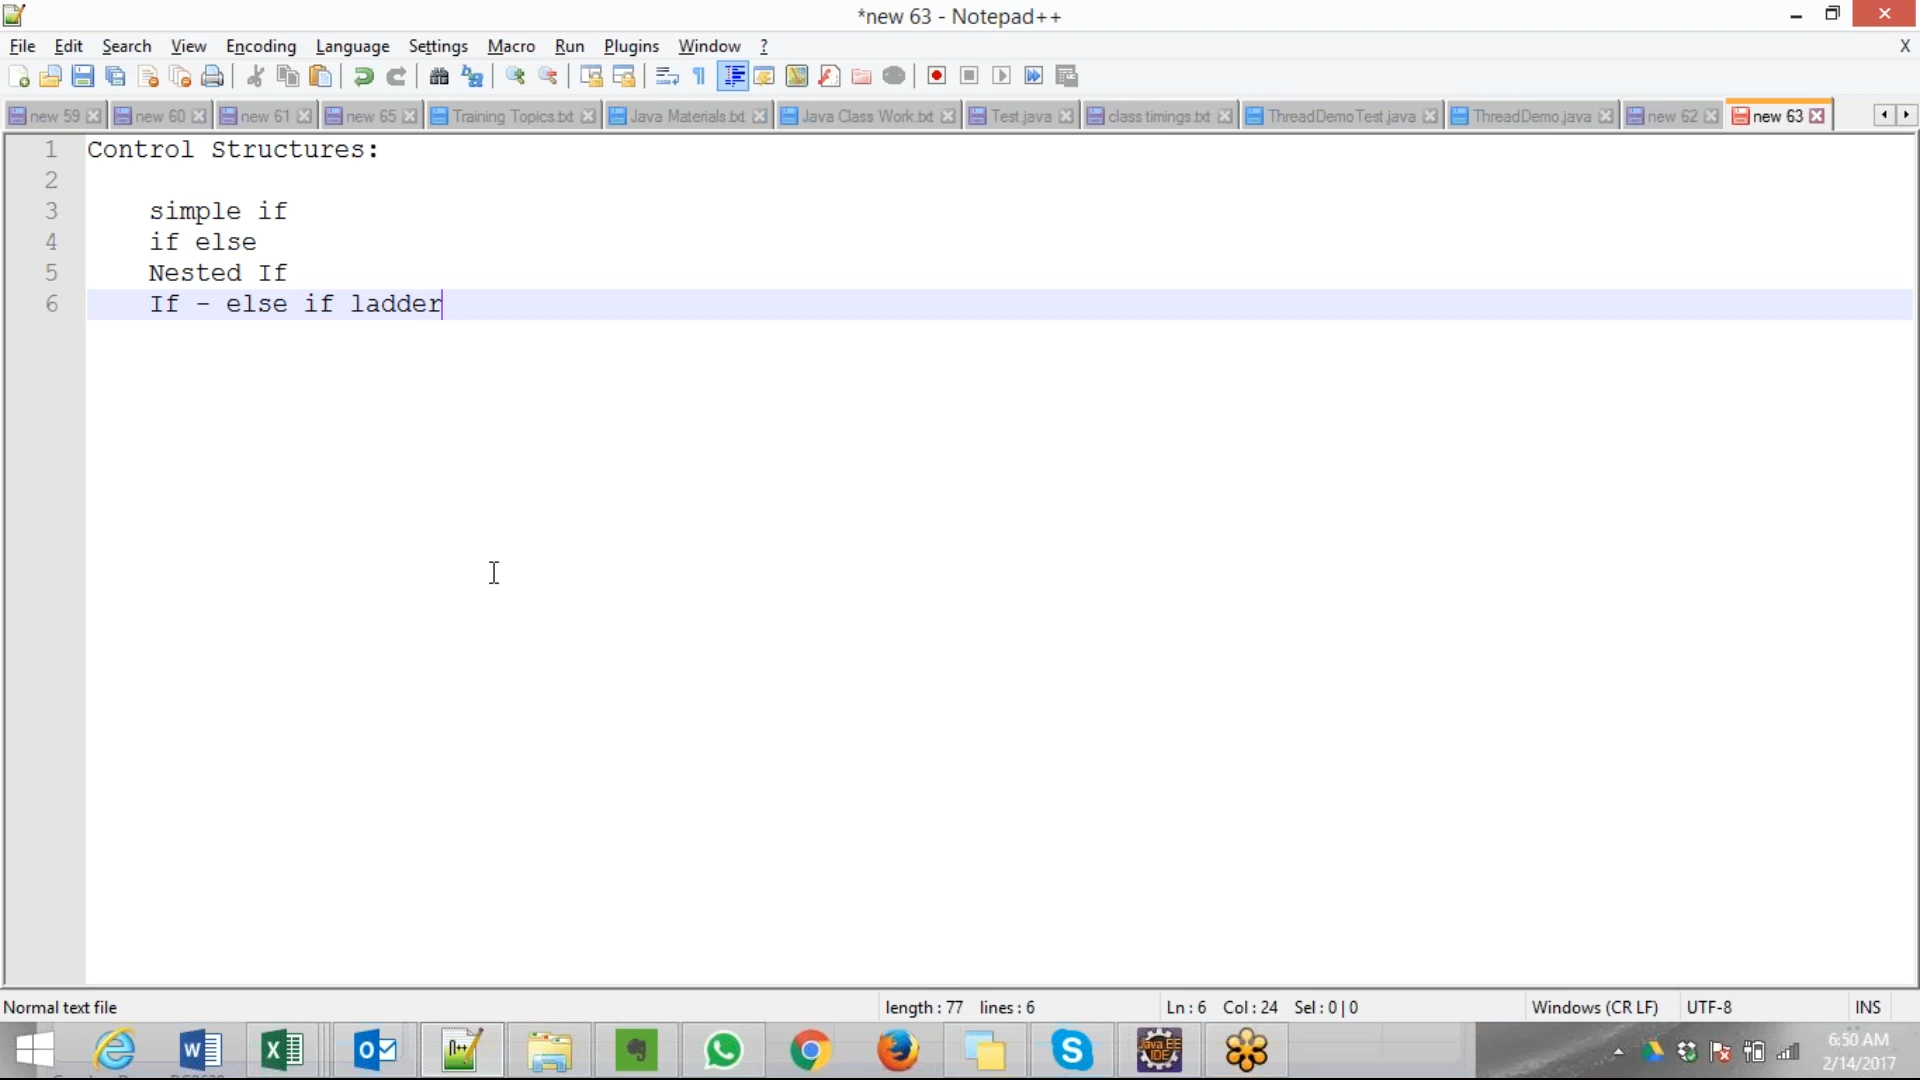 *new 63 - Notepad++
File Edit Search View Encoding Language Settings Macro Run Plugins Window ? X
new 59 new 60 new 61 new 65 Training Topics.txt Java Materials.txt Java Class Work.txt Test.java class timings.txt ThreadDemoTest.java ThreadDemo.java new 62 new 63
1 Control Structures:
2
3 simple if
4 if else
5 Nested If
6 If - else if ladder
Normal text file length : 77 lines : 6 Ln : 6 Col : 24 Sel : 0 | 0 Windows (CR LF) UTF-8 INS
Java EE
IDE
6:50 AM
2/14/2017